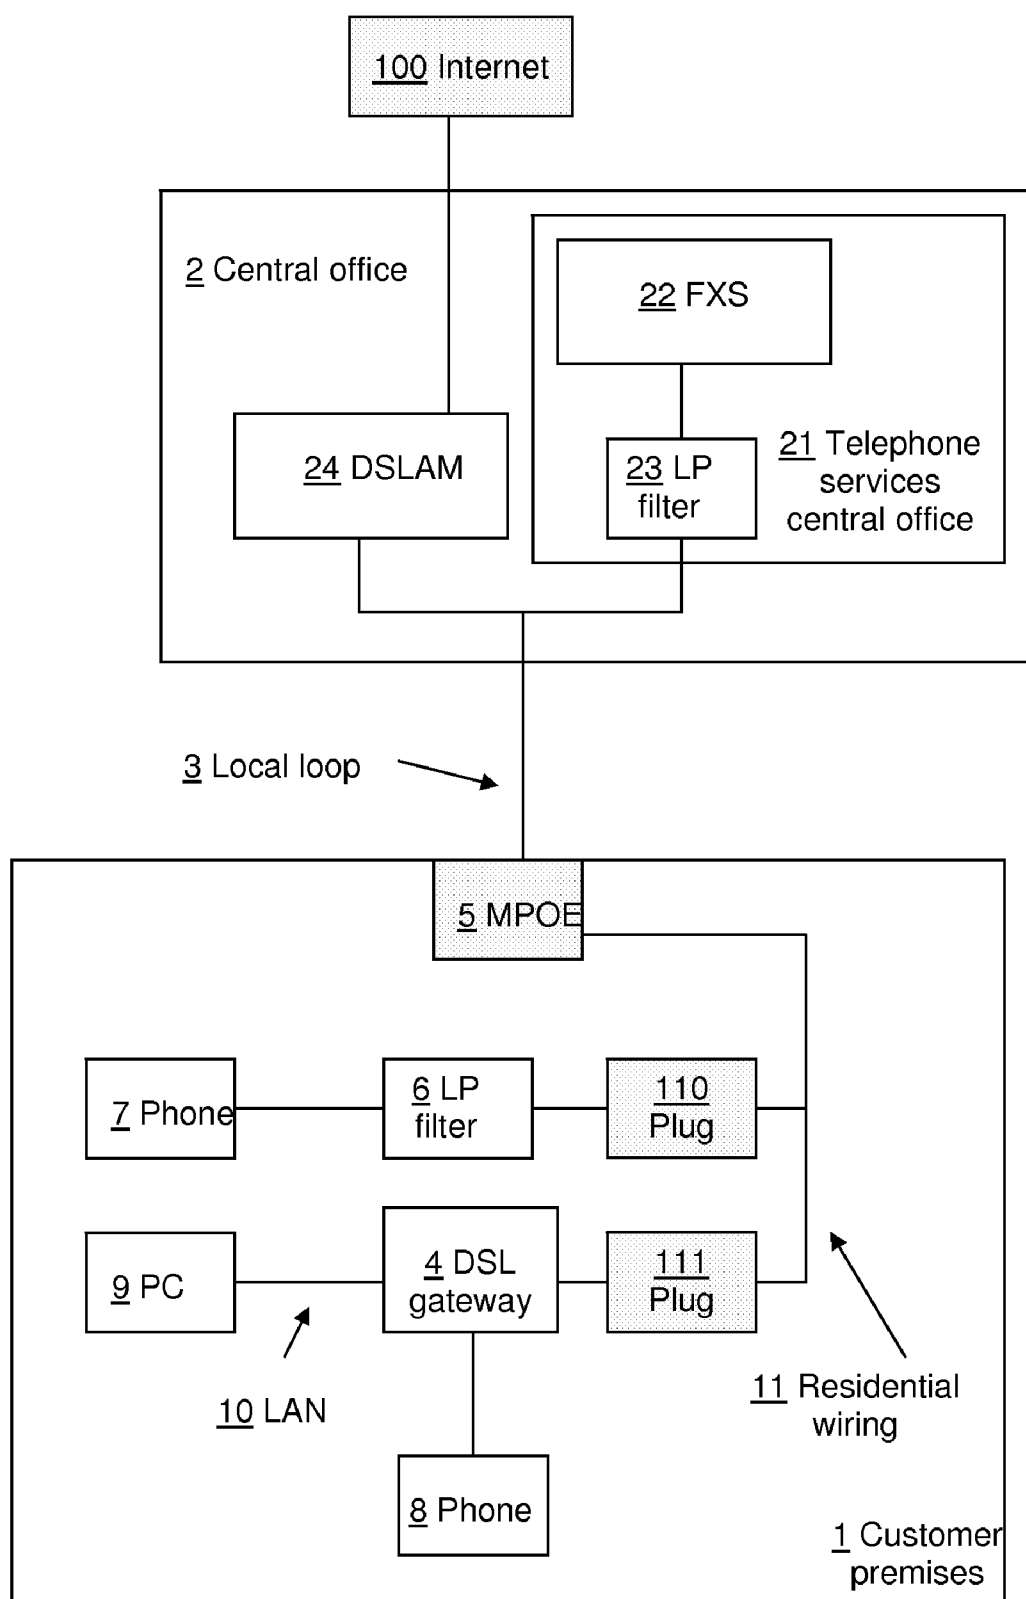 100 Internet
2 Central office
22 FXS
24 DSLAM
23 LP
filter
21 Telephone
services
central office
3 Local loop
5 MPOE
7 Phone
6 LP
filter
110
Plug
9 PC
4 DSL
gateway
111
Plug
10 LAN
11 Residential
wiring
8 Phone
1 Customer
premises